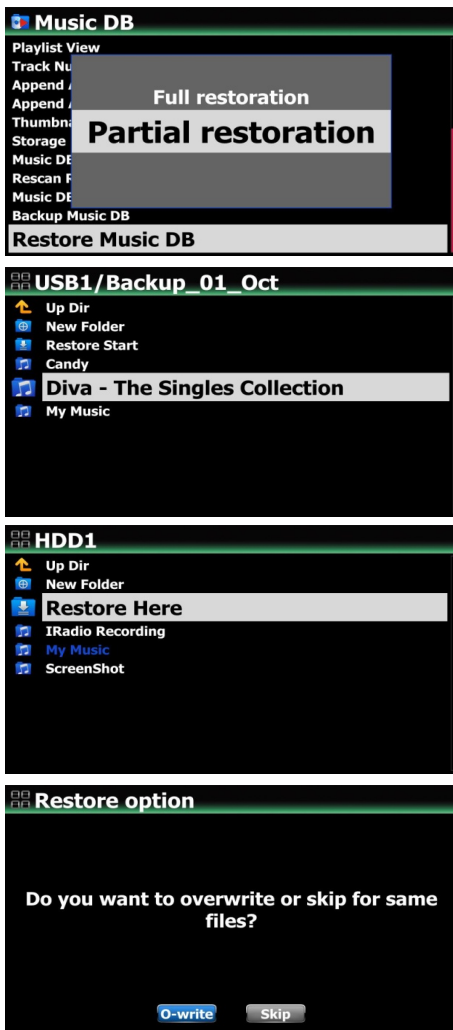 Music DB
Playlist View
Track Nu
Append
Append
Thumbna
Storage
Music DB
Rescan
Music DB
Backup Music DB
Restore Music DB
Full restoration
Partial restoration
USB1/Backup_01_Oct
Up Dir
New Folder
Restore Start
Candy
Diva - The Singles Collection
My Music
HDD1
Up Dir
New Folder
Restore Here
IRadio Recording
My Music
ScreenShot
Restore option
Do you want to overwrite or skip for same
files?
O-write Skip